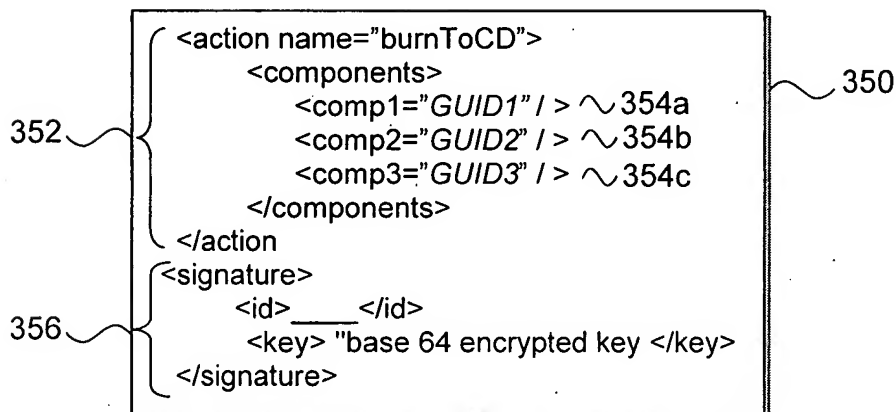 <action name="burnToCD">
<components>
<comp1="GUID1" / > 354a
350
352
<comp2="GUID2" / > 354b
<comp3="GUID3" / > 354c
</components>
</action
<signature>
<id>____</id>
356
<key> "base 64 encrypted key </key>
</signature>